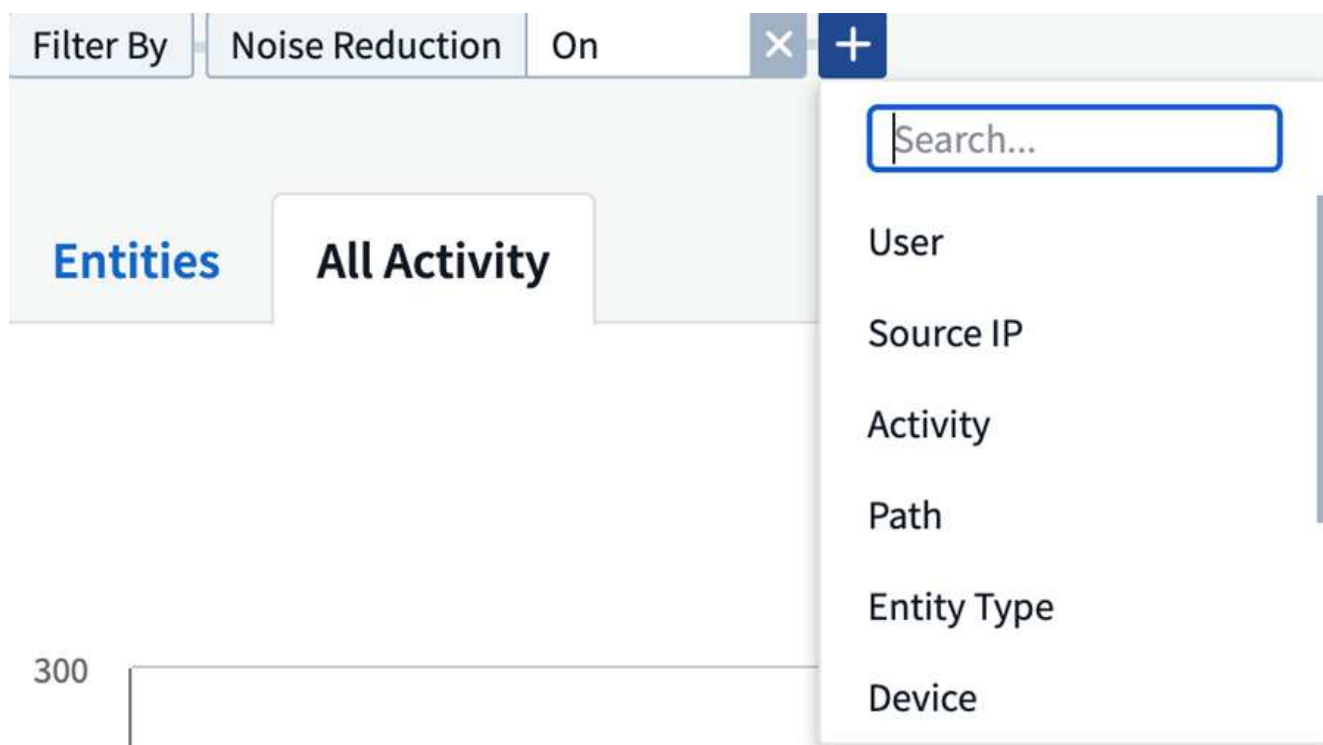 Filter By Noise Reduction On × +
Search...
Entities All Activity
User
Source IP
Activity
Path
Entity Type
Device
300